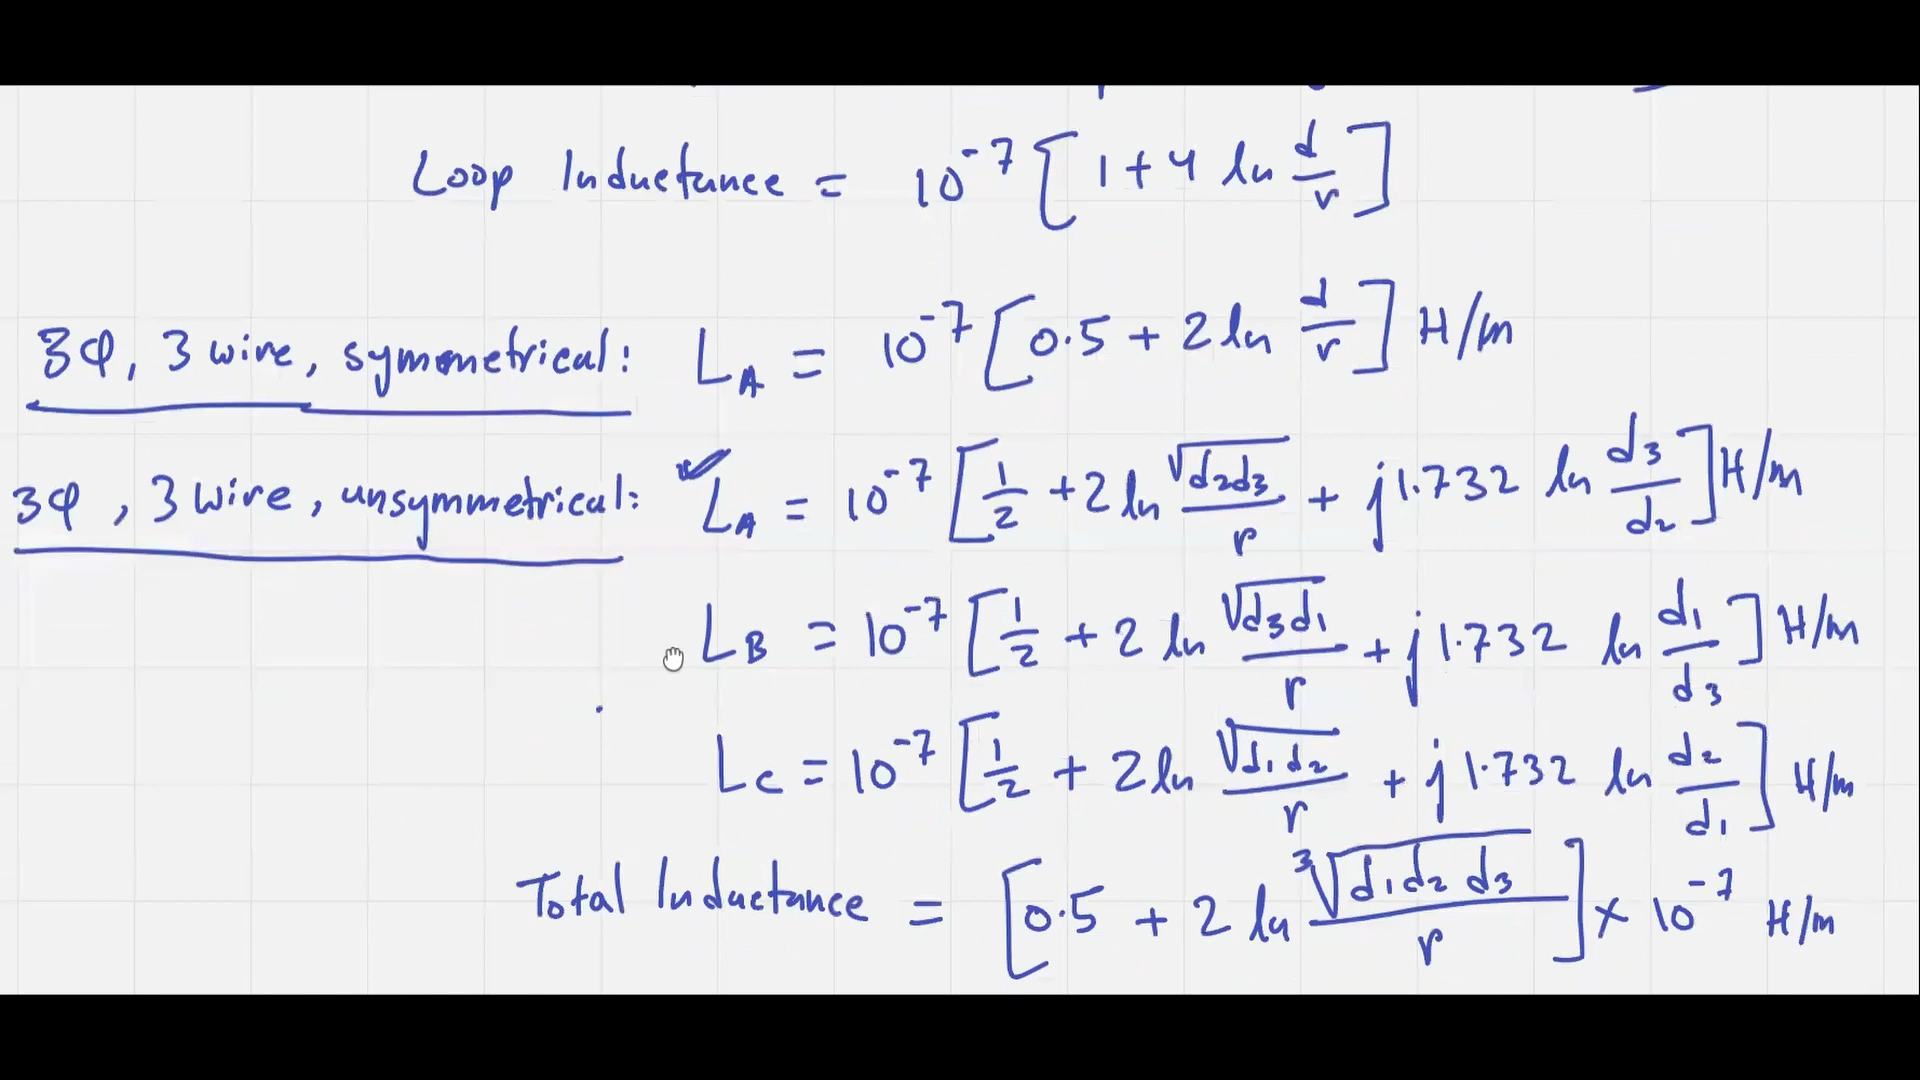 Loop Inductance = 10^-7 [1 + 4 ln d/r]
3φ, 3 wire, symmetrical: L_A = 10^-7 [0.5 + 2 ln d/r] H/m
3φ, 3 wire, unsymmetrical: L_A = 10^-7 [1/2 + 2 ln √(d₂d₃)/r + j1.732 ln d₃/d₂] H/m
L_B = 10^-7 [1/2 + 2 ln √(d₃d₁)/r + j1.732 ln d₁/d₃] H/m
L_C = 10^-7 [1/2 + 2 ln √(d₁d₂)/r + j1.732 ln d₂/d₁] H/m
Total Inductance = [0.5 + 2 ln ³√(d₁d₂d₃)/r] × 10^-7 H/m